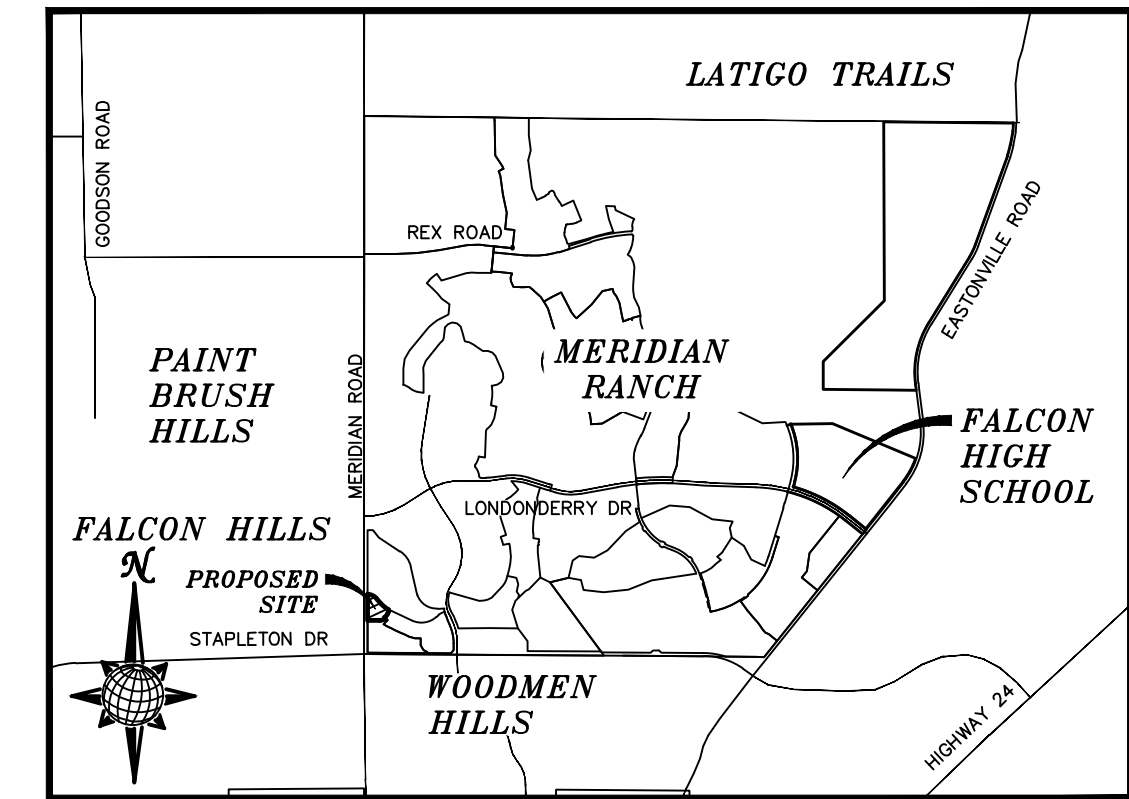 LATIGO TRAILS
GOODSON ROAD
REX ROAD
EASTONVILLE ROAD
MERIDIAN
RANCH
PAINT
BRUSH
HILLS
MERIDIAN ROAD
FALCON
HIGH
SCHOOL
LONDONDERRY DR
FALCON HILLS
N
PROPOSED
SITE
STAPLETON DR
WOODMEN
HILLS
HIGHWAY 24